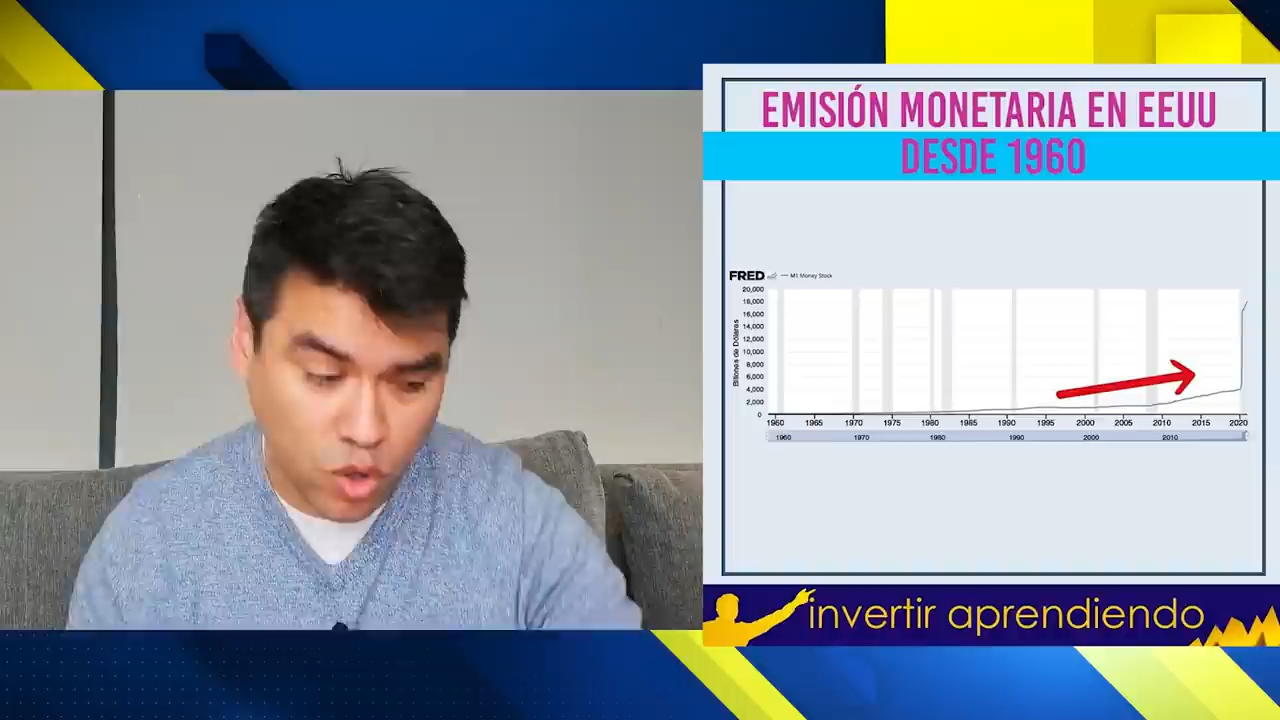 EMISIÓN MONETARIA EN EEUU
DESDE 1960
FRED — M1 Money Stock
Billones de Dólares
20,000
18,000
16,000
14,000
12,000
10,000
8,000
6,000
4,000
2,000
0
1960 1965 1970 1975 1980 1985 1990 1995 2000 2005 2010 2015 2020
1960 1970 1980 1990 2000 2010
invertir aprendiendo